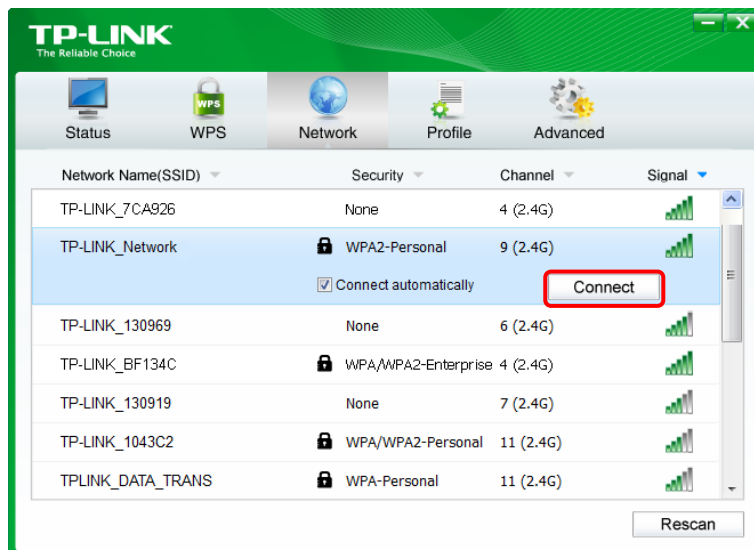 TP-LINK
The Reliable Choice
Status WPS Network Profile Advanced
WPS
Network Name(SSID) Security Channel Signal
TP-LINK_7CA926 None 4 (2.4G)
TP-LINK_Network WPA2-Personal 9 (2.4G)
Connect automatically Connect
TP-LINK_130969 None 6 (2.4G)
TP-LINK_BF134C WPA/WPA2-Enterprise 4 (2.4G)
TP-LINK_130919 None 7 (2.4G)
TP-LINK_1043C2 WPA/WPA2-Personal 11 (2.4G)
TPLINK_DATA_TRANS WPA-Personal 11 (2.4G)
Rescan